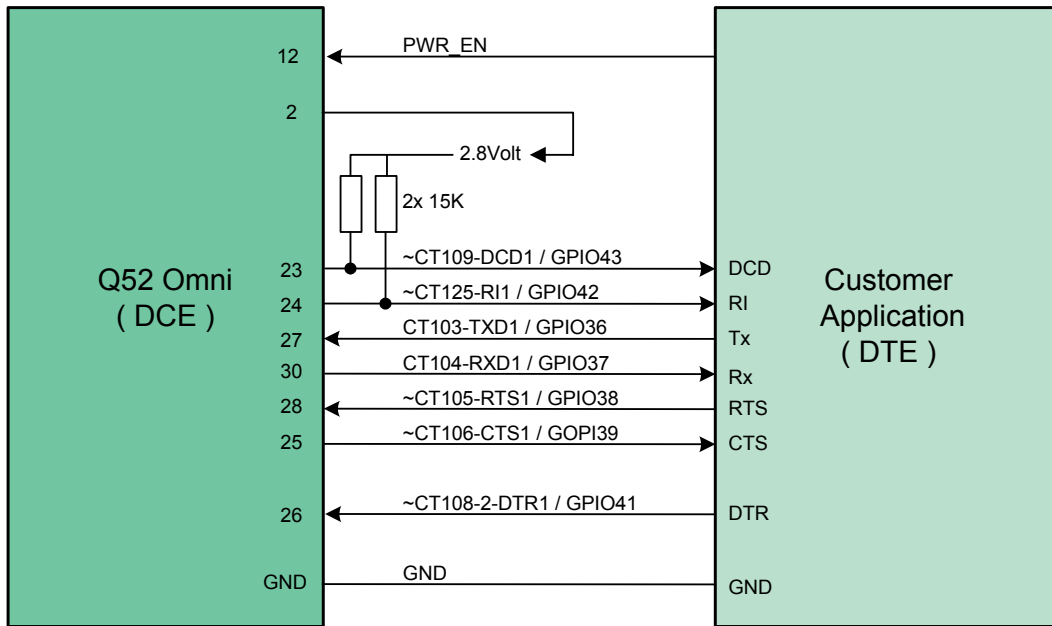 12
PWR_EN
2
2.8Volt
2x 15K
Q52 Omni
( DCE )
23
~CT109-DCD1 / GPIO43
DCD
24
~CT125-RI1 / GPIO42
RI
27
CT103-TXD1 / GPIO36
Tx
30
CT104-RXD1 / GPIO37
Rx
28
~CT105-RTS1 / GPIO38
RTS
25
~CT106-CTS1 / GOPI39
CTS
26
~CT108-2-DTR1 / GPIO41
DTR
GND
GND
GND
Customer
Application
( DTE )